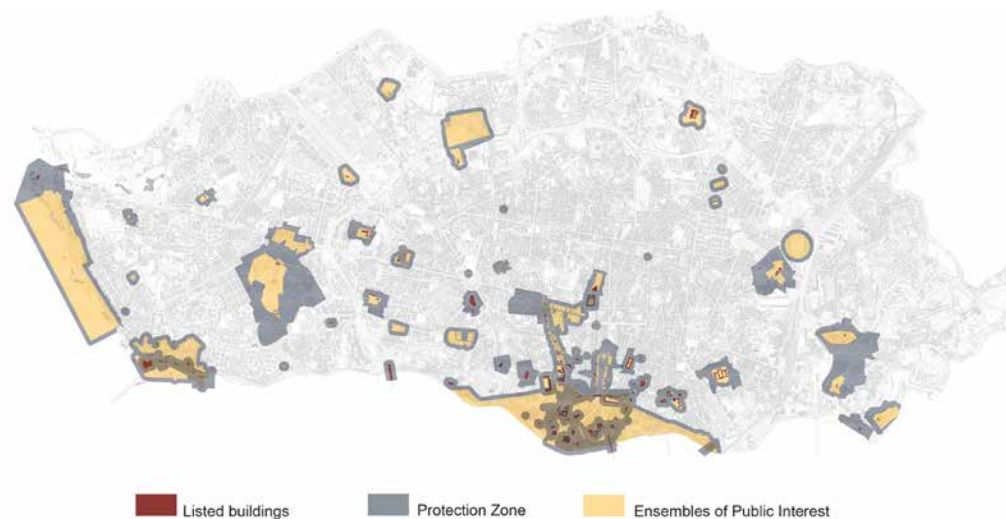 Listed buildings
Protection Zone
Ensembles of Public Interest